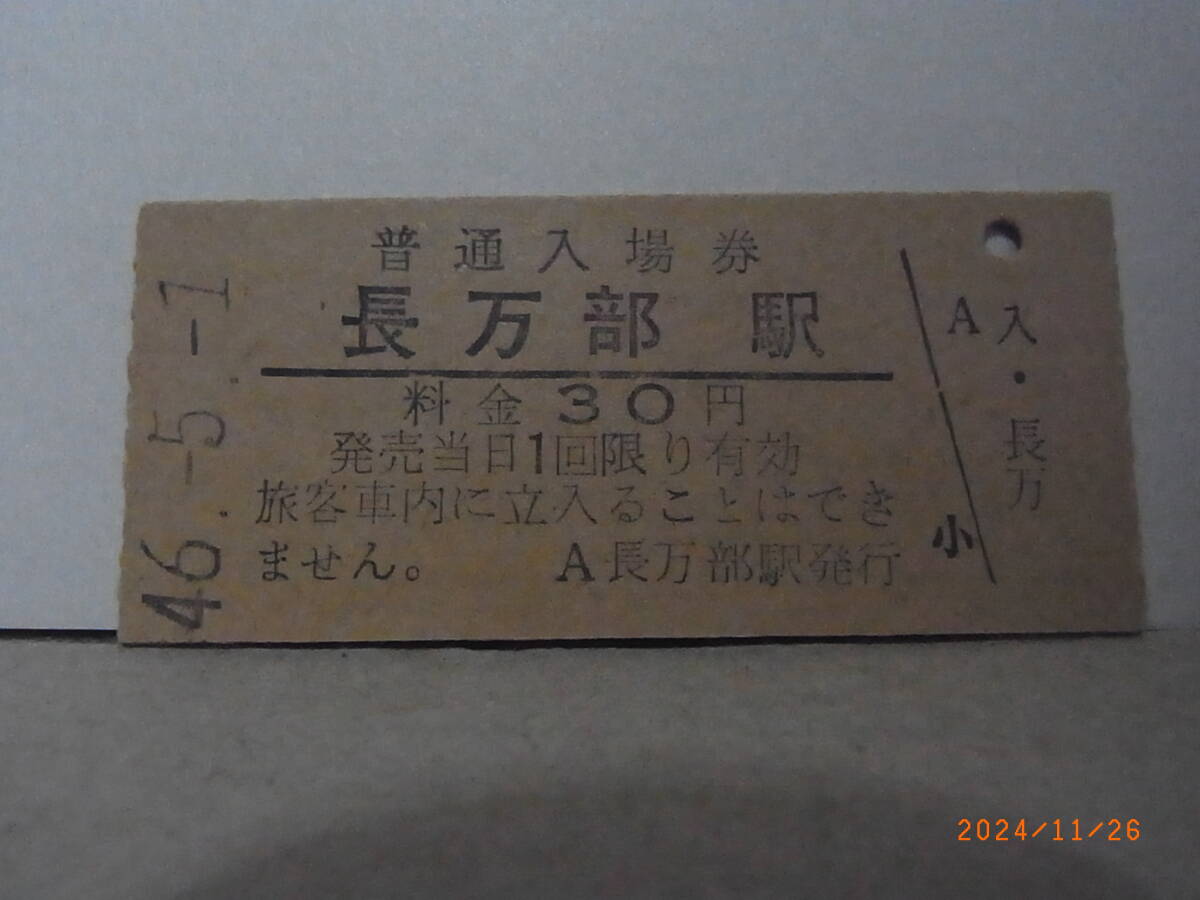 46.-5.-1
普通入場券
長万部駅
料金30円
発売当日1回限り有効
旅客車内に立入ることはでき
ません。 A長万部駅発行
A
小
入・長万
2024/11/26